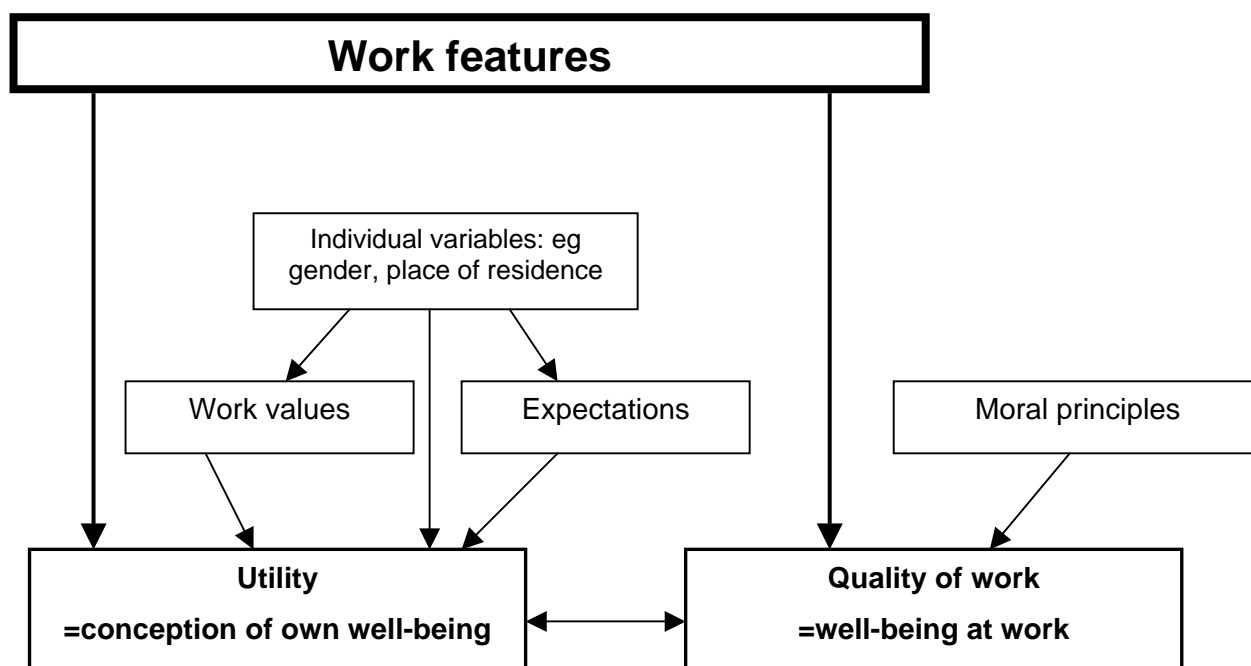 Work features
Individual variables: eg
gender, place of residence
Work values
Expectations
Moral principles
Utility
=conception of own well-being
Quality of work
=well-being at work